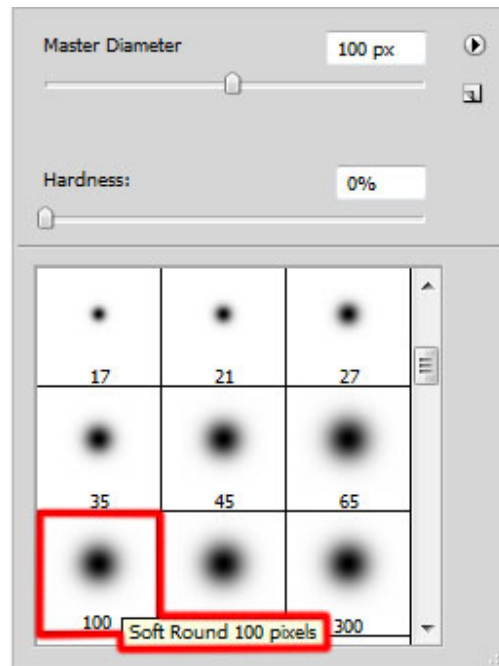 Master Diameter 100 px
Hardness: 0%
17 21 27
35 45 65
100 300
Soft Round 100 pixels